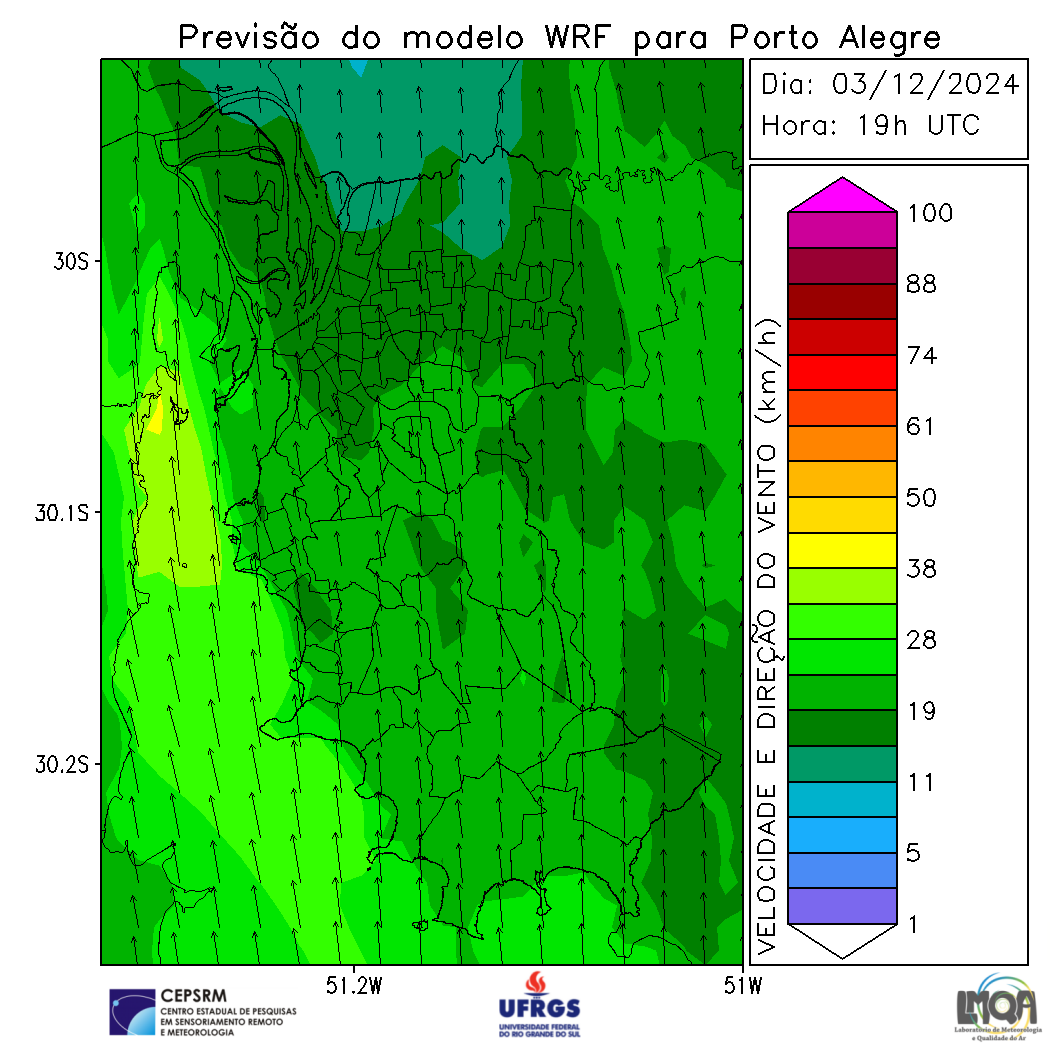 Previsão do modelo WRF para Porto Alegre
Dia: 03/12/2024
Hora: 19h UTC
30S
30.1S
30.2S
51.2W
51W
VELOCIDADE E DIREÇÃO DO VENTO (km/h)
100
88
74
61
50
38
28
19
11
5
1
CEPSRM
CENTRO ESTADUAL DE PESQUISAS
EM SENSORIAMENTO REMOTO
E METEOROLOGIA
UFRGS
UNIVERSIDADE FEDERAL
DO RIO GRANDE DO SUL
LMQA
Laboratório de Meteorologia
e Qualidade do Ar